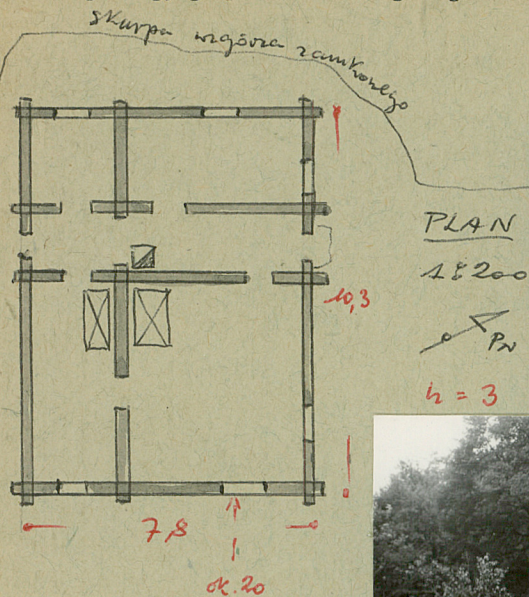 skarpa wzgórza zamkowego
PLAN
1:200
PN
10,3
h = 3
7,8
ok. 20